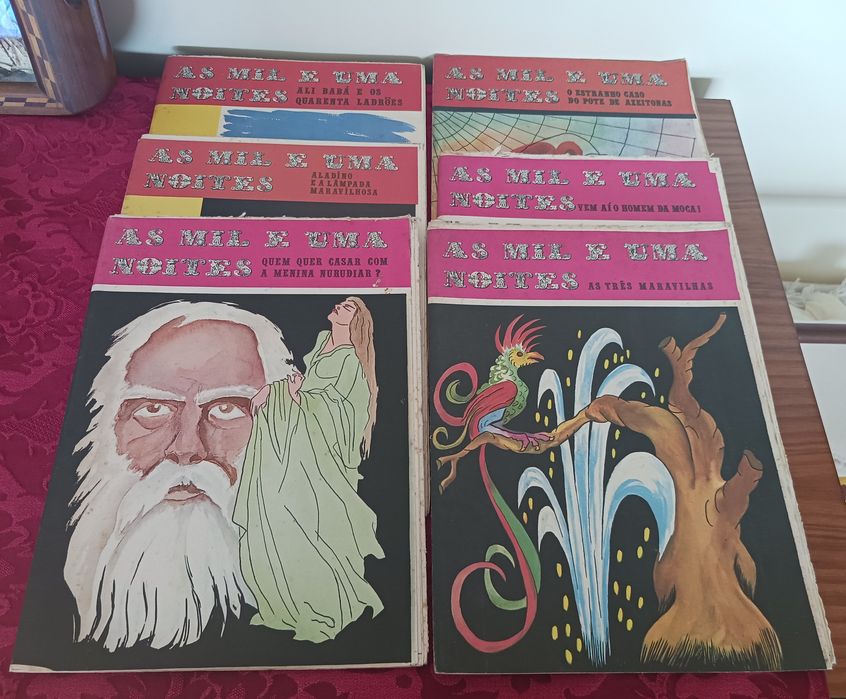 AS MIL E UMA
NOITES ALI BABÁ E OS
QUARENTA LADRÕES
AS MIL E UMA
NOITES O ESTRANHO CASO
DO POTE DE AZEITONAS
AS MIL E UMA
NOITES ALADINO
E A LÂMPADA
MARAVILHOSA
AS MIL E UMA
NOITES VEM AÍ O HOMEM DA MOCA!
AS MIL E UMA
NOITES QUEM QUER CASAR COM
A MENINA NURUDIAR?
AS MIL E UMA
NOITES AS TRÊS MARAVILHAS